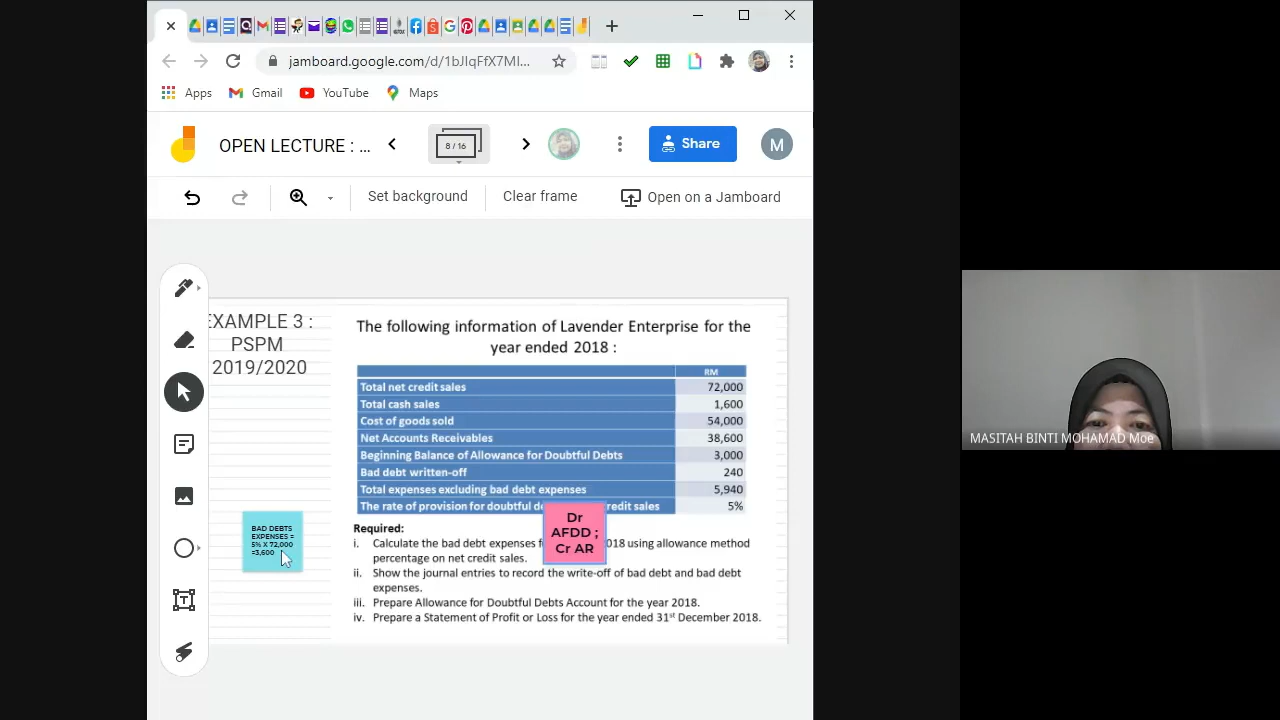 jamboard.google.com/d/1bJIqFfX7MI...
Apps
Gmail
YouTube
Maps
OPEN LECTURE : ...
8 / 16
Share
M
Set background
Clear frame
Open on a Jamboard
EXAMPLE 3 :
PSPM
2019/2020
The following information of Lavender Enterprise for the
year ended 2018 :
RM
Total net credit sales 72,000
Total cash sales 1,600
Cost of goods sold 54,000
Net Accounts Receivables 38,600
Beginning Balance of Allowance for Doubtful Debts 3,000
Bad debt written-off 240
Total expenses excluding bad debt expenses 5,940
The rate of provision for doubtful sales 5%
Dr
AFDD ;
Cr AR
BAD DEBTS
EXPENSES =
5% X 72,000
=3,600
Required:
i. Calculate the bad debt expenses 2018 using allowance method
percentage on net credit sales.
ii. Show the journal entries to record the write-off of bad debt and bad debt
expenses.
iii. Prepare Allowance for Doubtful Debts Account for the year 2018.
iv. Prepare a Statement of Profit or Loss for the year ended 31st December 2018.
MASITAH BINTI MOHAMAD Moe